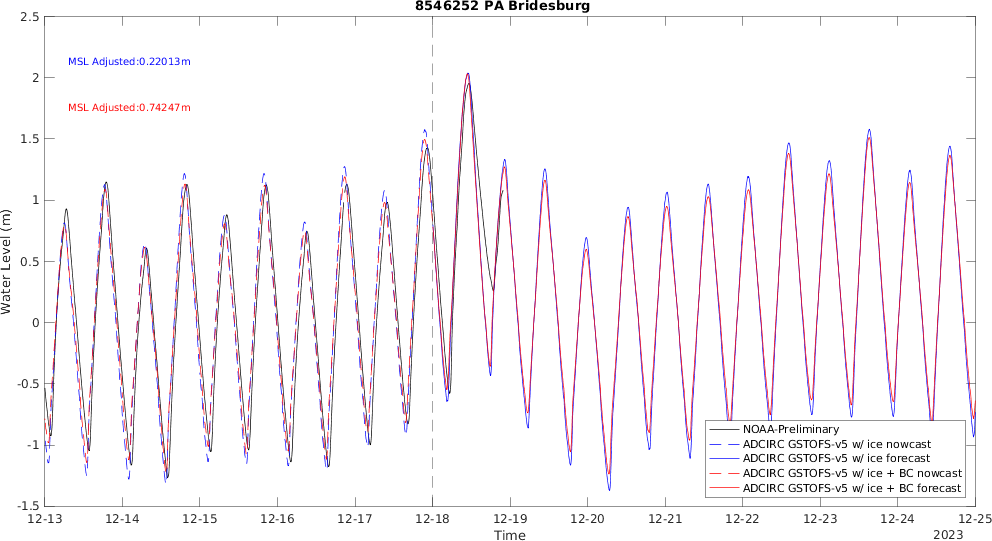 8546252 PA Bridesburg
MSL Adjusted:0.22013m
MSL Adjusted:0.74247m
Water Level (m)
2.5
2
1.5
1
0.5
0
-0.5
-1
-1.5
NOAA-Preliminary
ADCIRC GSTOFS-v5 w/ ice nowcast
ADCIRC GSTOFS-v5 w/ ice forecast
ADCIRC GSTOFS-v5 w/ ice + BC nowcast
ADCIRC GSTOFS-v5 w/ ice + BC forecast
12-13 12-14 12-15 12-16 12-17 12-18 12-19 12-20 12-21 12-22 12-23 12-24 12-25
Time
2023